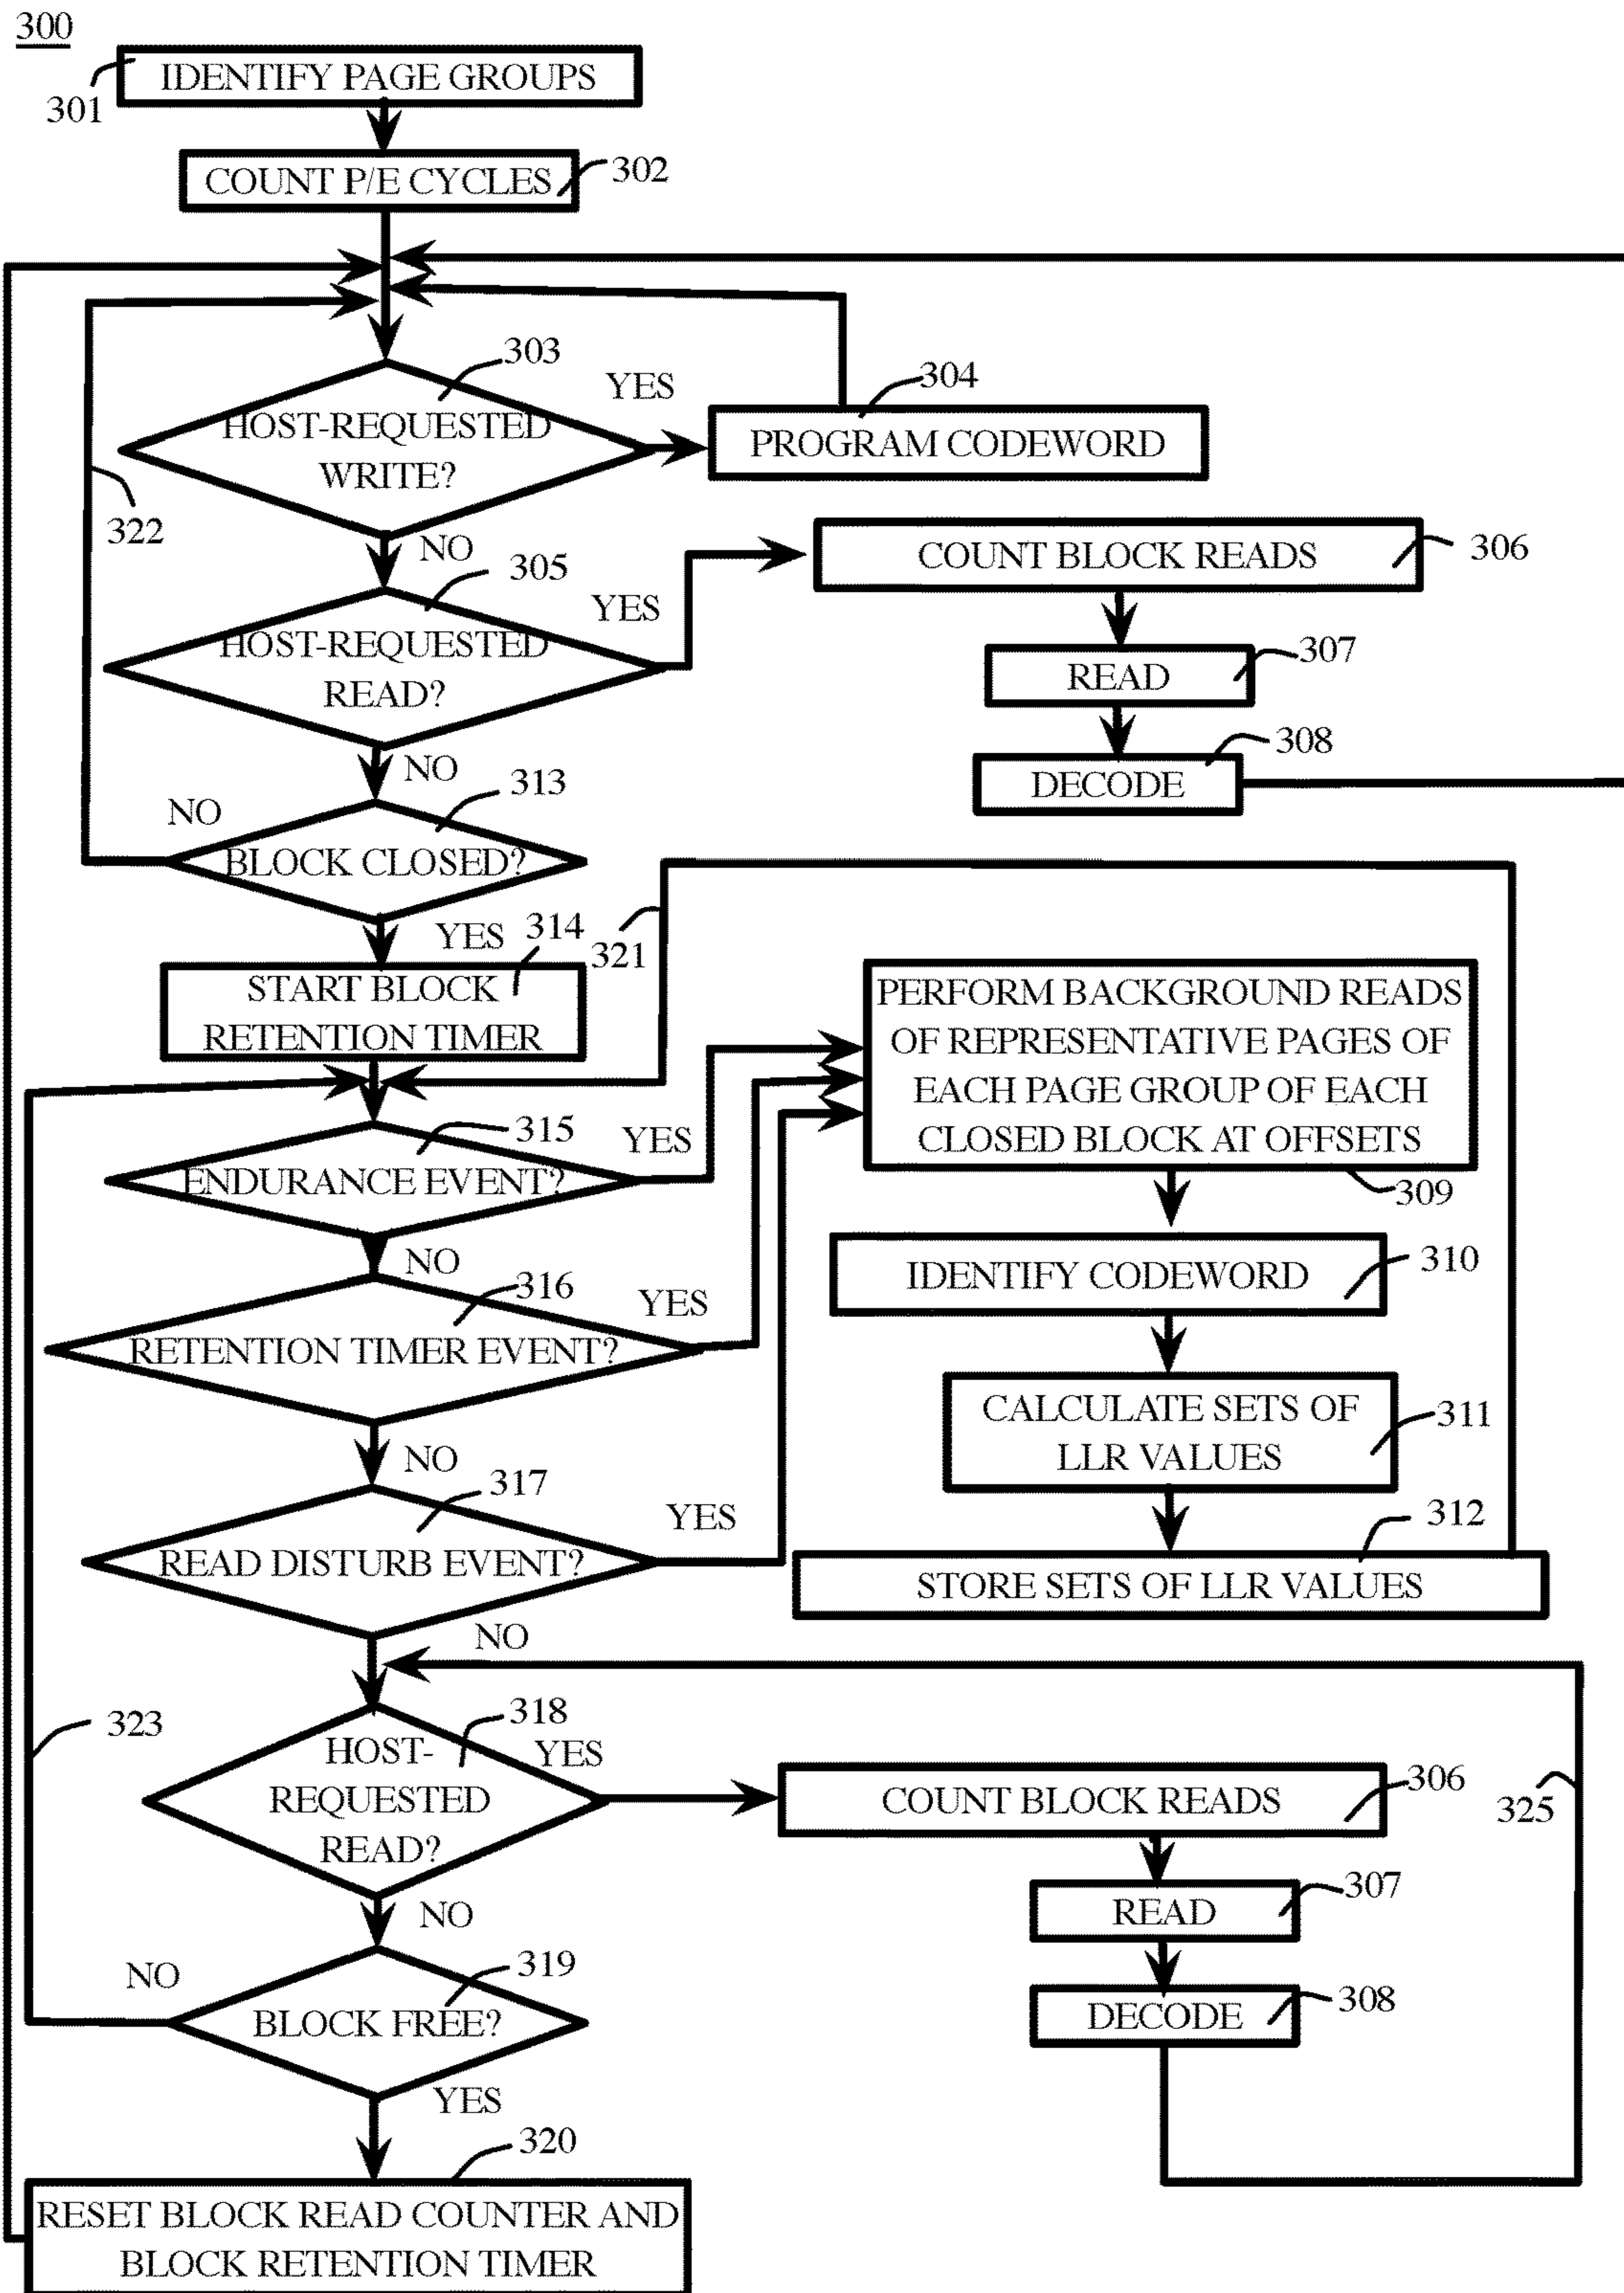 300
IDENTIFY PAGE GROUPS
301
COUNT P/E CYCLES
302
303
HOST-REQUESTED
WRITE?
YES
304
PROGRAM CODEWORD
322
NO
305
HOST-REQUESTED
READ?
YES
COUNT BLOCK READS
306
READ
307
DECODE
308
NO
313
NO
BLOCK CLOSED?
YES
314
321
START BLOCK
RETENTION TIMER
PERFORM BACKGROUND READS
OF REPRESENTATIVE PAGES OF
EACH PAGE GROUP OF EACH
CLOSED BLOCK AT OFFSETS
309
315
YES
ENDURANCE EVENT?
NO
IDENTIFY CODEWORD
310
316
YES
RETENTION TIMER EVENT?
CALCULATE SETS OF
LLR VALUES
311
NO
317
YES
READ DISTURB EVENT?
312
STORE SETS OF LLR VALUES
NO
323
318
YES
HOST-
REQUESTED
READ?
COUNT BLOCK READS
306
325
READ
307
NO
DECODE
308
319
NO
BLOCK FREE?
YES
320
RESET BLOCK READ COUNTER AND
BLOCK RETENTION TIMER